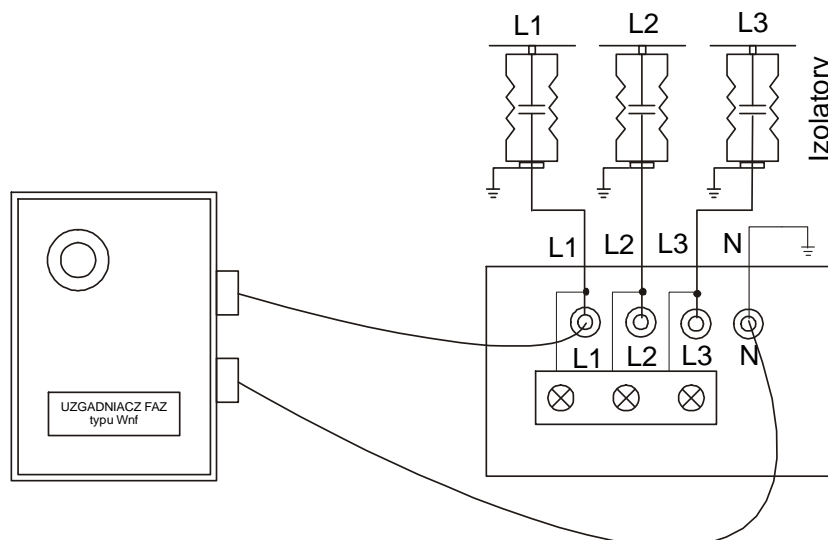 L1 L2 L3
Izolatory
L1 L2 L3 N
L1 L2 L3 N
UZGADNIACZ FAZ
typu Wnf